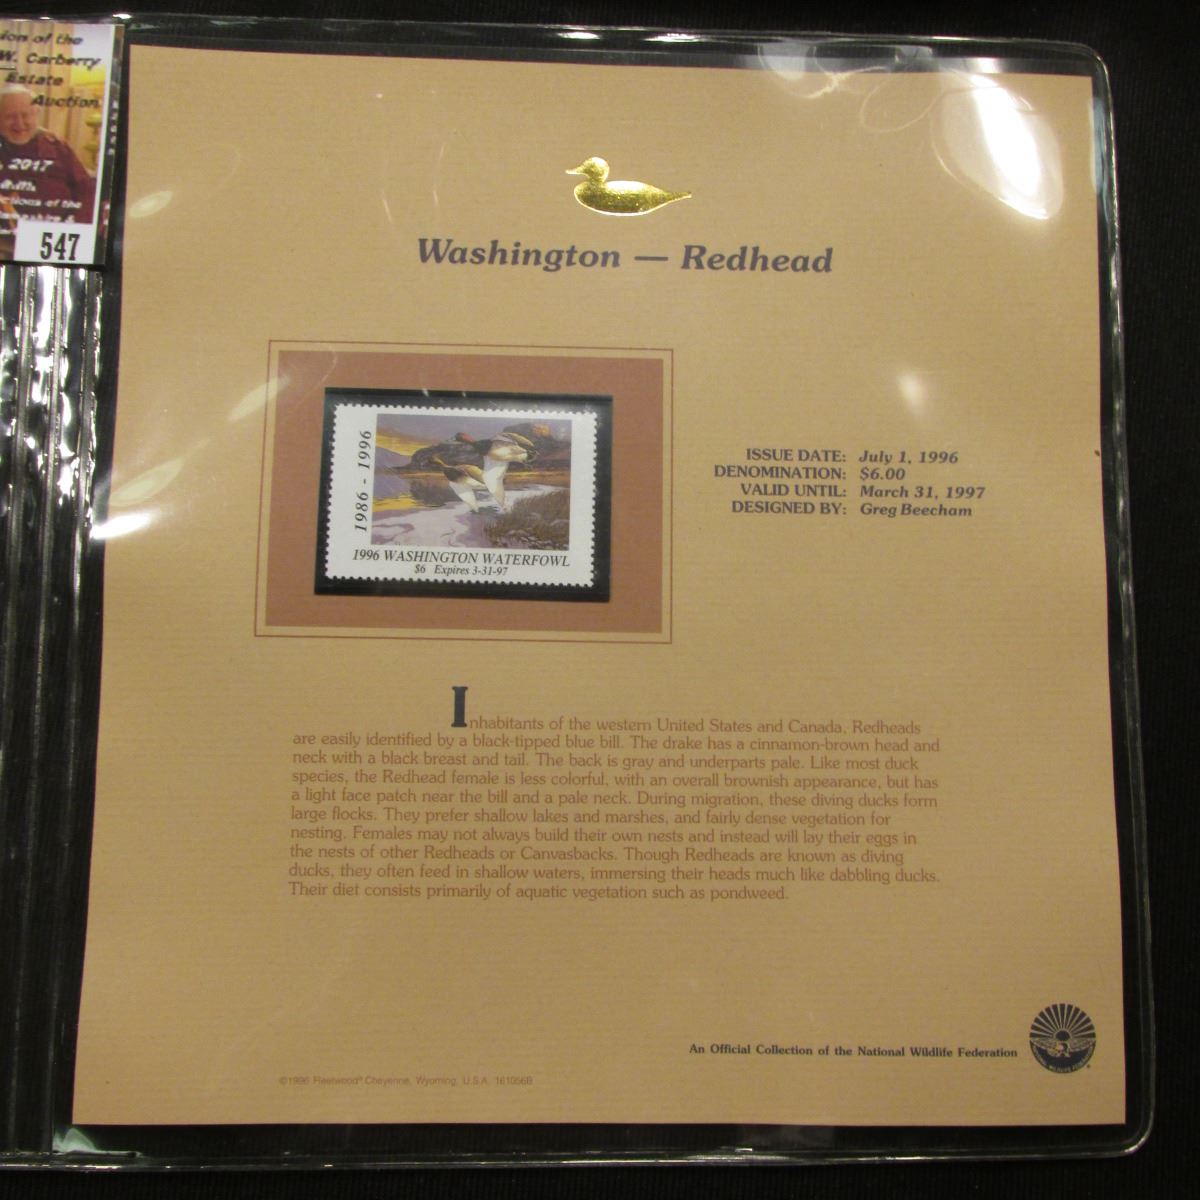 ion of the
W. Carberry
Estate
Auction
2017
ctions of the
547
Washington — Redhead
1986 - 1996
1996 WASHINGTON WATERFOWL
$6 Expires 3-31-97
ISSUE DATE: July 1, 1996
DENOMINATION: $6.00
VALID UNTIL: March 31, 1997
DESIGNED BY: Greg Beecham
Inhabitants of the western United States and Canada, Redheads
are easily identified by a black-tipped blue bill. The drake has a cinnamon-brown head and
neck with a black breast and tail. The back is gray and underparts pale. Like most duck
species, the Redhead female is less colorful, with an overall brownish appearance, but has
a light face patch near the bill and a pale neck. During migration, these diving ducks form
large flocks. They prefer shallow lakes and marshes, and fairly dense vegetation for
nesting. Females may not always build their own nests and instead will lay their eggs in
the nests of other Redheads or Canvasbacks. Though Redheads are known as diving
ducks, they often feed in shallow waters, immersing their heads much like dabbling ducks.
Their diet consists primarily of aquatic vegetation such as pondweed.
An Official Collection of the National Wildlife Federation
©1996 Fleetwood® Cheyenne, Wyoming, U.S.A. 161056B